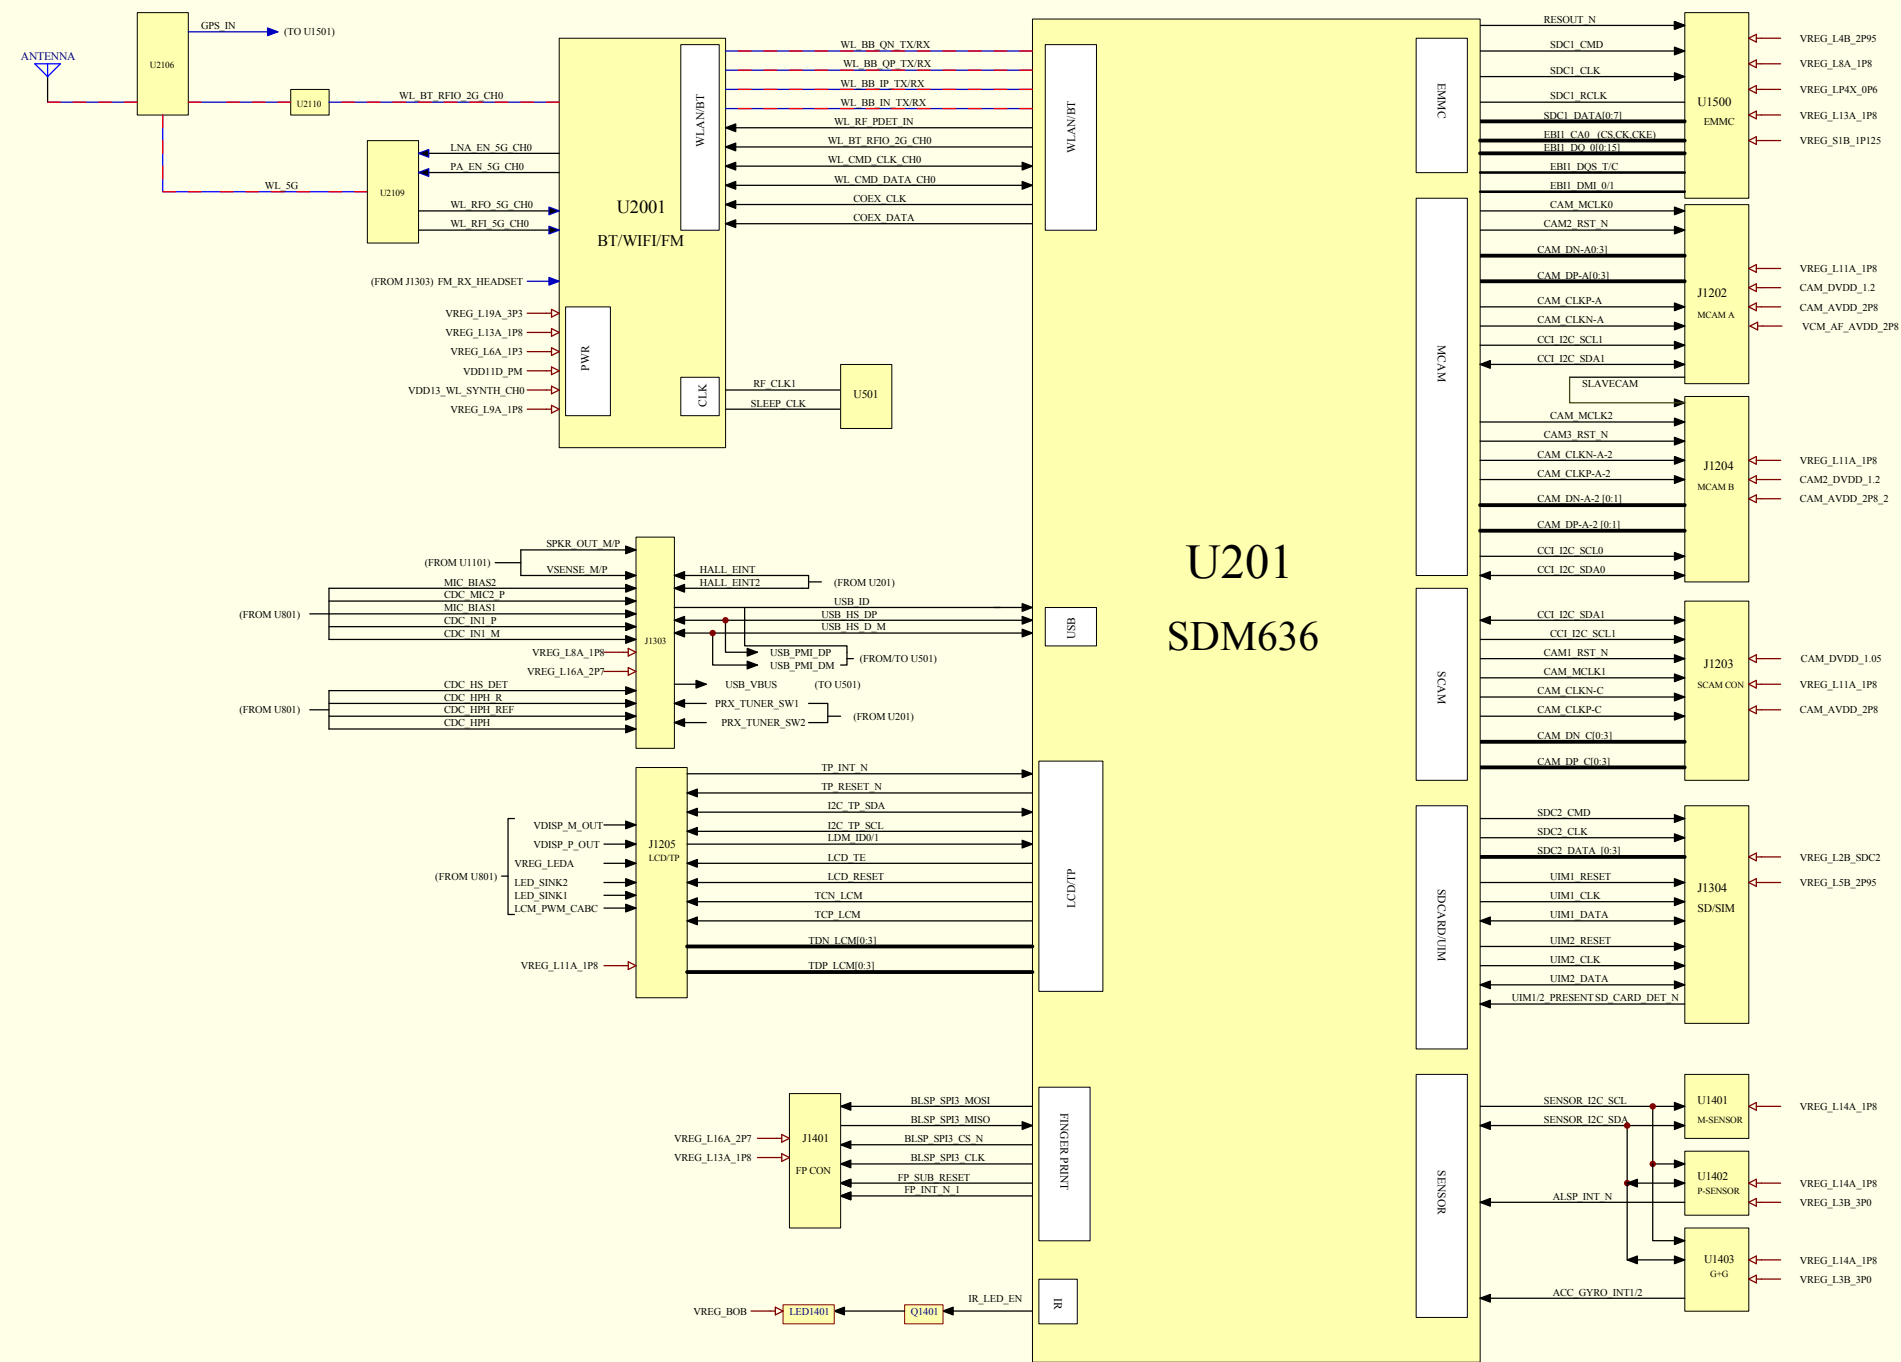 ANTENNA
U2106
GPS_IN
(TO U1501)
U2110
WL_BT_RFIO_2G_CH0
WL_5G
U2109
LNA_EN_5G_CH0
PA_EN_5G_CH0
WL_RFO_5G_CH0
WL_RFI_5G_CH0
(FROM J1303) FM_RX_HEADSET
VREG_L19A_3P3
VREG_L13A_1P8
VREG_L6A_1P3
VDD11D_PM
VDD13_WL_SYNTH_CH0
VREG_L9A_1P8
U2001
BT/WIFI/FM
WLAN/BT
PWR
CLK
RF_CLK1
SLEEP_CLK
U501
WL_BB_QN_TX/RX
WL_BB_QP_TX/RX
WL_BB_IP_TX/RX
WL_BB_IN_TX/RX
WL_RF_PDET_IN
WL_BT_RFIO_2G_CH0
WL_CMD_CLK_CH0
WL_CMD_DATA_CH0
COEX_CLK
COEX_DATA
WLAN/BT
U201
SDM636
(FROM U1101)
SPKR_OUT_M/P
VSENSE_M/P
(FROM U801)
MIC_BIAS2
CDC_MIC2_P
MIC_BIAS1
CDC_IN1_P
CDC_IN1_M
VREG_L8A_1P8
VREG_L16A_2P7
(FROM U801)
CDC_HS_DET
CDC_HPH_R
CDC_HPH_REF
CDC_HPH
J1303
HALL_EINT
HALL_EINT2
(FROM U201)
USB_ID
USB_HS_DP
USB_HS_D_M
USB_PMI_DP
USB_PMI_DM
(FROM/TO U501)
USB_VBUS
(TO U501)
PRX_TUNER_SW1
PRX_TUNER_SW2
(FROM U201)
USB
(FROM U801)
VDISP_M_OUT
VDISP_P_OUT
VREG_LEDA
LED_SINK2
LED_SINK1
LCM_PWM_CABC
VREG_L11A_1P8
J1205
LCD/TP
TP_INT_N
TP_RESET_N
I2C_TP_SDA
I2C_TP_SCL
LDM_ID0/1
LCD_TE
LCD_RESET
TCN_LCM
TCP_LCM
TDN_LCM[0:3]
TDP_LCM[0:3]
LCD/TP
VREG_L16A_2P7
VREG_L13A_1P8
J1401
FP CON
BLSP_SPI3_MOSI
BLSP_SPI3_MISO
BLSP_SPI3_CS_N
BLSP_SPI3_CLK
FP_SUB_RESET
FP_INT_N_1
FINGER PRINT
VREG_BOB
LED1401
Q1401
IR_LED_EN
IR
EMMC
RESOUT_N
SDC1_CMD
SDC1_CLK
SDC1_RCLK
SDC1_DATA[0:7]
EBI1_CA0 (CS,CK,CKE)
EBI1_DQ_0[0:15]
EBI1_DQS_T/C
EBI1_DMI_0/1
U1500
EMMC
VREG_L4B_2P95
VREG_L8A_1P8
VREG_LP4X_0P6
VREG_L13A_1P8
VREG_S1B_1P125
MCAM
CAM_MCLK0
CAM2_RST_N
CAM_DN-A0:3]
CAM_DP-A[0:3]
CAM_CLKP-A
CAM_CLKN-A
CCI_I2C_SCL1
CCI_I2C_SDA1
SLAVECAM
J1202
MCAM A
VREG_L11A_1P8
CAM_DVDD_1.2
CAM_AVDD_2P8
VCM_AF_AVDD_2P8
CAM_MCLK2
CAM3_RST_N
CAM_CLKN-A-2
CAM_CLKP-A-2
CAM_DN-A-2 [0:1]
CAM_DP-A-2 [0:1]
CCI_I2C_SCL0
CCI_I2C_SDA0
J1204
MCAM B
VREG_L11A_1P8
CAM2_DVDD_1.2
CAM_AVDD_2P8_2
SCAM
CCI_I2C_SDA1
CCI_I2C_SCL1
CAM1_RST_N
CAM_MCLK1
CAM_CLKN-C
CAM_CLKP-C
CAM_DN_C[0:3]
CAM_DP_C[0:3]
J1203
SCAM CON
CAM_DVDD_1.05
VREG_L11A_1P8
CAM_AVDD_2P8
SDCARD/UIM
SDC2_CMD
SDC2_CLK
SDC2_DATA_[0:3]
UIM1_RESET
UIM1_CLK
UIM1_DATA
UIM2_RESET
UIM2_CLK
UIM2_DATA
UIM1/2_PRESENTSD_CARD_DET_N
J1304
SD/SIM
VREG_L2B_SDC2
VREG_L5B_2P95
SENSOR
SENSOR_I2C_SCL
SENSOR_I2C_SDA
ALSP_INT_N
ACC_GYRO_INT1/2
U1401
M-SENSOR
VREG_L14A_1P8
U1402
P-SENSOR
VREG_L14A_1P8
VREG_L3B_3P0
U1403
G+G
VREG_L14A_1P8
VREG_L3B_3P0